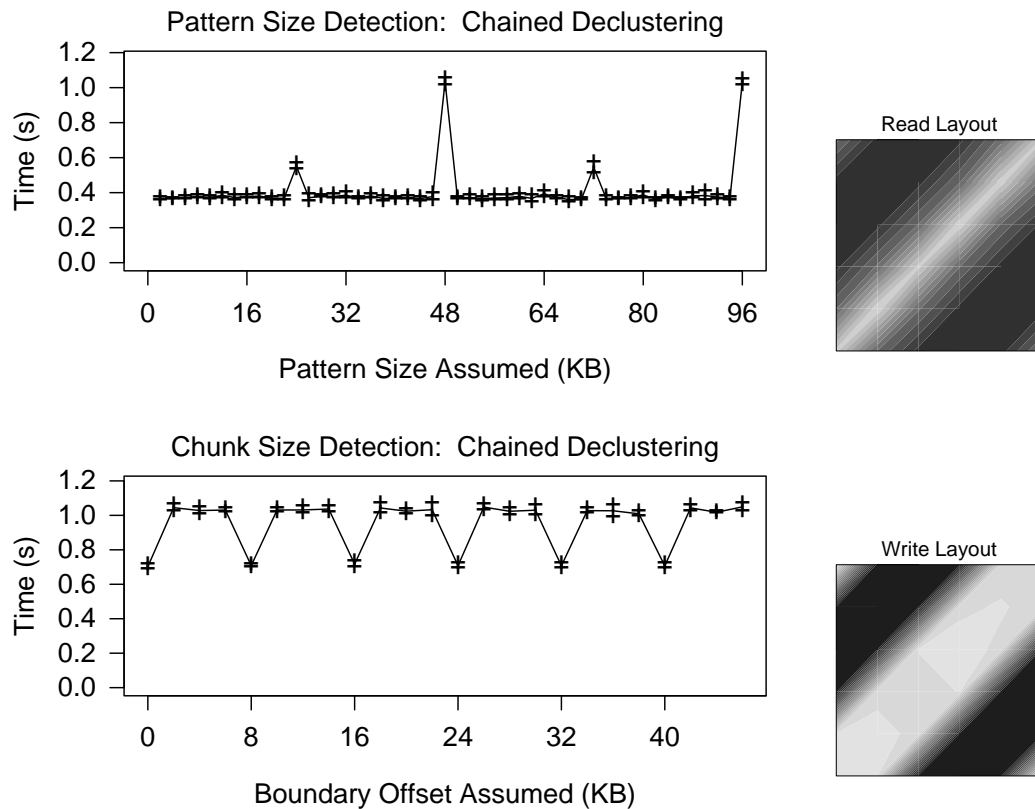 Pattern Size Detection: Chained Declustering
Time (s)
1.2
1.0
0.8
0.6
0.4
0.2
0.0
0 16 32 48 64 80 96
Pattern Size Assumed (KB)
Read Layout
Chunk Size Detection: Chained Declustering
Time (s)
1.2
1.0
0.8
0.6
0.4
0.2
0.0
0 8 16 24 32 40
Boundary Offset Assumed (KB)
Write Layout